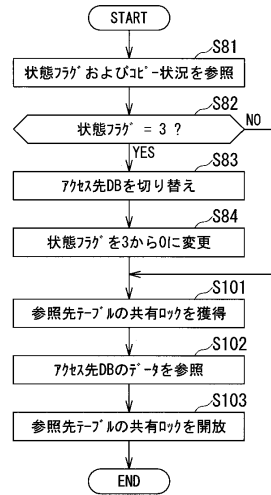 START
S81
状態フラグおよびコピー状況を参照
S82
状態フラグ = 3 ?
NO
YES
S83
アクセス先DBを切り替え
S84
状態フラグを3から0に変更
S101
参照先テーブルの共有ロックを獲得
S102
アクセス先DBのデータを参照
S103
参照先テーブルの共有ロックを開放
END